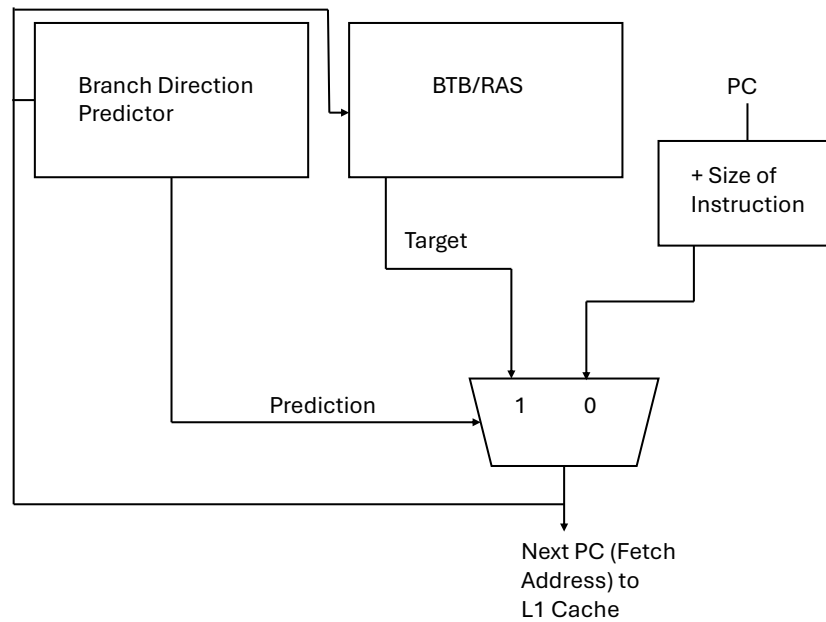 Branch Direction
Predictor
BTB/RAS
PC
+ Size of
Instruction
Target
1 0
Prediction
Next PC (Fetch
Address) to
L1 Cache